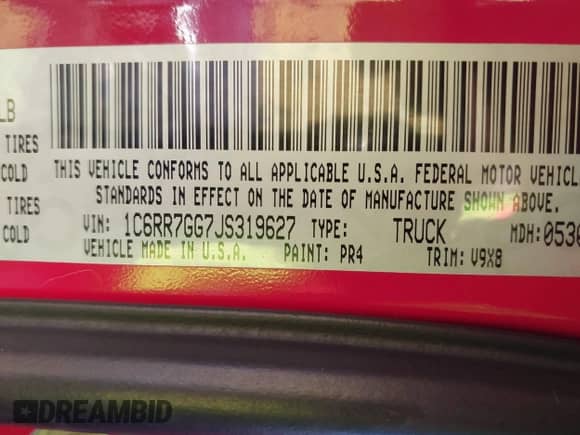 LB
TIRES
COLD
THIS VEHICLE CONFORMS TO ALL APPLICABLE U.S.A. FEDERAL MOTOR VEHICL
STANDARDS IN EFFECT ON THE DATE OF MANUFACTURE SHOWN ABOVE.
TIRES
COLD
VIN: 1C6RR7GG7JS319627 TYPE: TRUCK MDH: 0530
VEHICLE MADE IN U.S.A. PAINT: PR4 TRIM: V9X8
DREAMBID